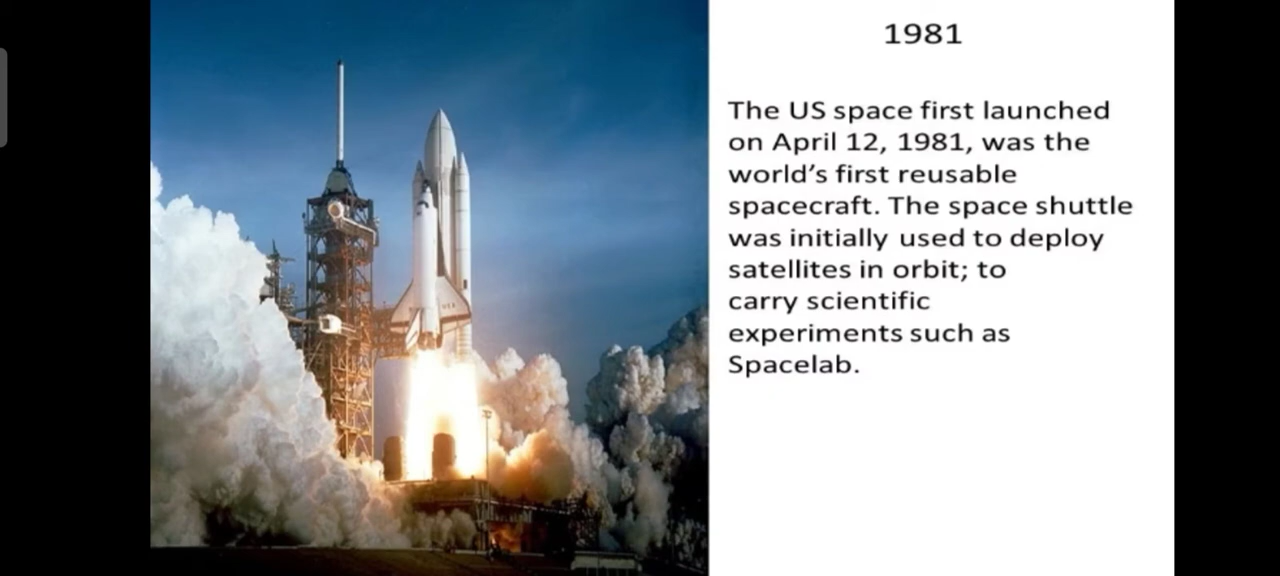 1981
The US space first launched
on April 12, 1981, was the
world's first reusable
spacecraft. The space shuttle
was initially used to deploy
satellites in orbit; to
carry scientific
experiments such as
Spacelab.